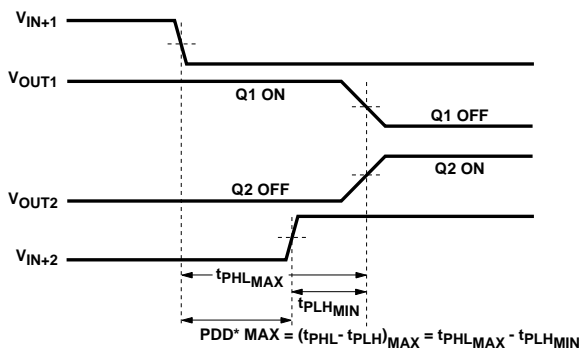 VIN+1
VOUT1
Q1 ON
Q1 OFF
Q2 ON
Q2 OFF
VOUT2
VIN+2
tPHLMAX
tPLHMIN
PDD* MAX = (tPHL- tPLH)MAX = tPHLMAX - tPLHMIN